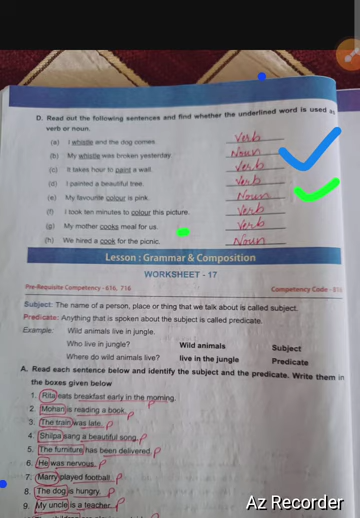 D. Read out the following sentences and find whether the underlined word is used as
verb or noun.
(a) I whistle and the dog comes. Verb
(b) My whistle was broken yesterday. Noun
(c) It takes hour to paint a wall. Verb
(d) I painted a beautiful tree. Verb
(e) My favourite colour is pink. Noun
(f) I took ten minutes to colour this picture. Verb
(g) My mother cooks meal for us. Verb
(h) We hired a cook for the picnic. Noun
Lesson : Grammar & Composition
WORKSHEET - 17
Pre-Requisite Competency - 616, 716 Competency Code -
Subject: The name of a person, place or thing that we talk about is called subject.
Predicate: Anything that is spoken about the subject is called predicate.
Example: Wild animals live in jungle.
Who live in jungle? Wild animals Subject
Where do wild animals live? live in the jungle Predicate
A. Read each sentence below and identify the subject and the predicate. Write them in
the boxes given below
1. Rita eats breakfast early in the morning. P
2. Mohan is reading a book. P
3. The train was late. P
4. Shilpa sang a beautiful song. P
5. The furniture has been delivered. P
6. He was nervous. P
7. Marry played football. P
8. The dog is hungry. P
9. My uncle is a teacher. P
Az Recorder